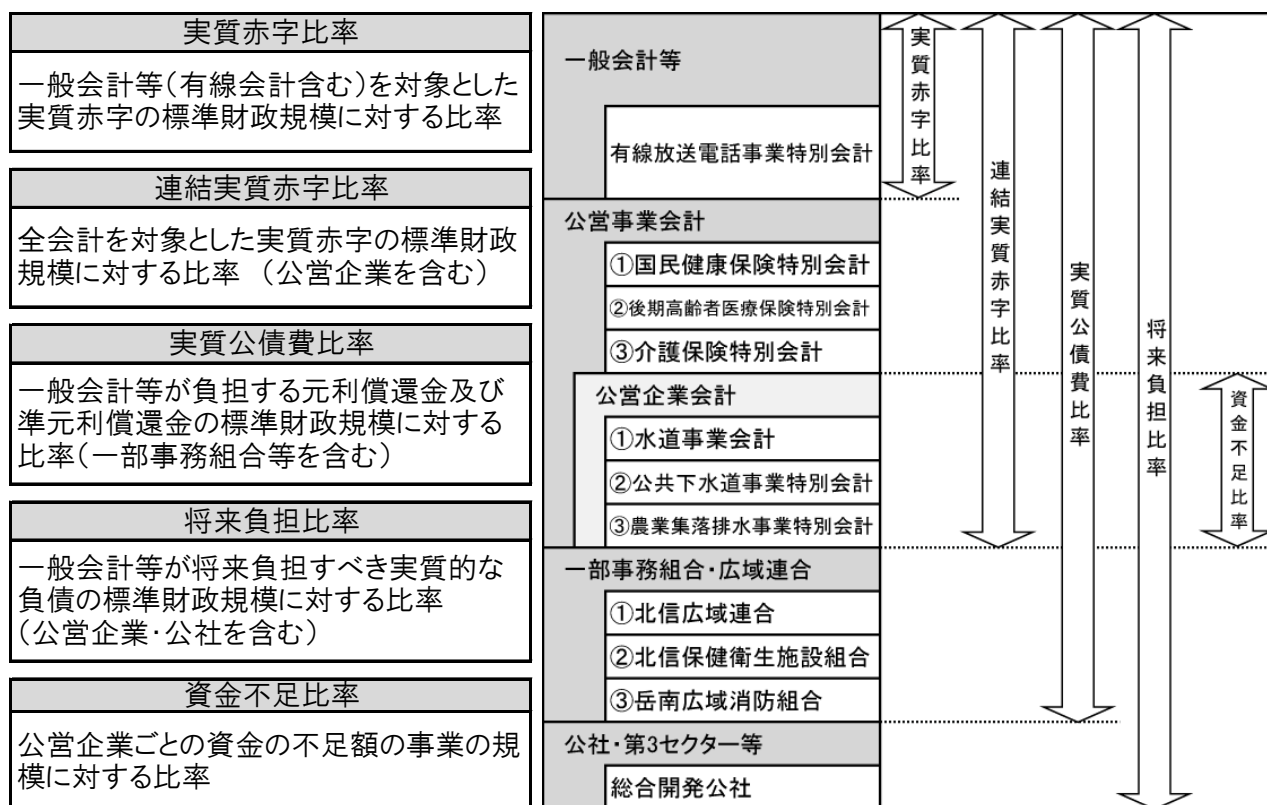 実質赤字比率
一般会計等(有線会計含む)を対象とした
実質赤字の標準財政規模に対する比率
連結実質赤字比率
全会計を対象とした実質赤字の標準財政
規模に対する比率 (公営企業を含む)
実質公債費比率
一般会計等が負担する元利償還金及び
準元利償還金の標準財政規模に対する
比率(一部事務組合等を含む)
将来負担比率
一般会計等が将来負担すべき実質的な
負債の標準財政規模に対する比率
(公営企業・公社を含む)
資金不足比率
公営企業ごとの資金の不足額の事業の規
模に対する比率
一般会計等
有線放送電話事業特別会計
公営事業会計
①国民健康保険特別会計
②後期高齢者医療保険特別会計
③介護保険特別会計
公営企業会計
①水道事業会計
②公共下水道事業特別会計
③農業集落排水事業特別会計
一部事務組合・広域連合
①北信広域連合
②北信保健衛生施設組合
③岳南広域消防組合
公社・第3セクター等
総合開発公社
実質赤字比率
連結実質赤字比率
実質公債費比率
将来負担比率
資金不足比率